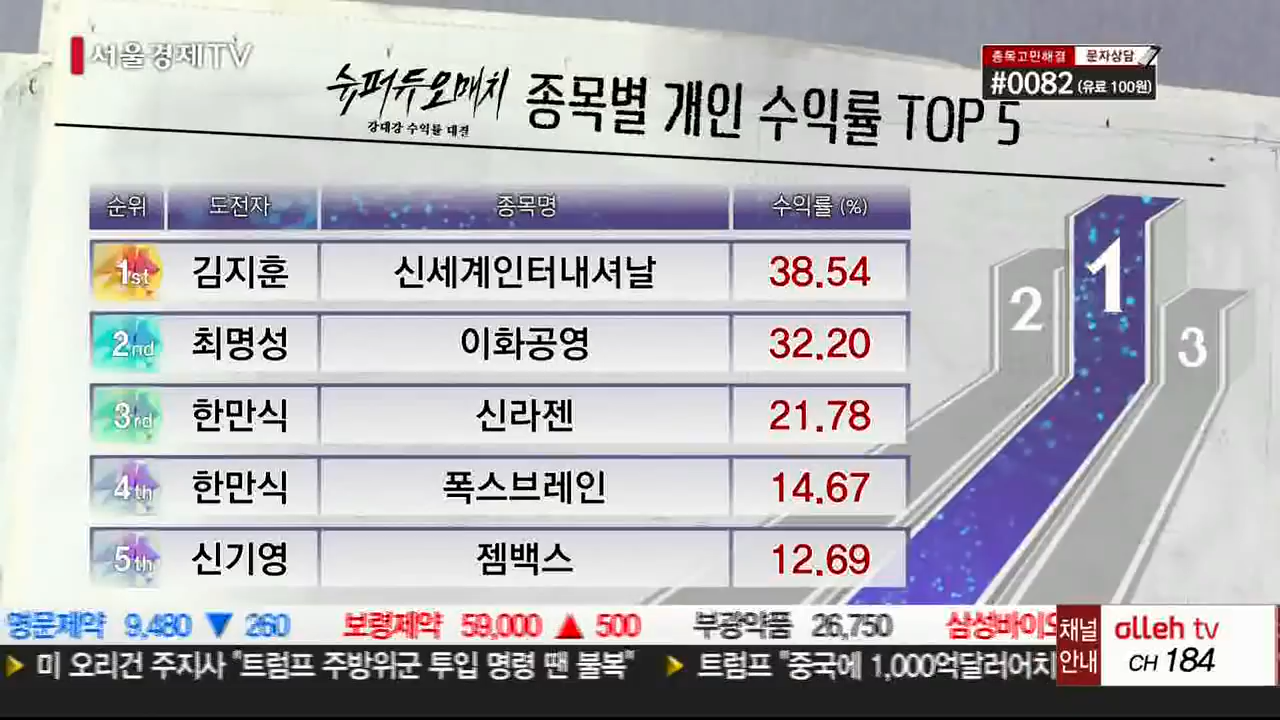 서울경제TV
종목고민해결 문자상담
#0082 (유료 100원)
슈퍼듀오매치 종목별 개인 수익률 TOP 5
강대강 수익률 대결
순위 도전자 종목명 수익률 (%)
1st 김지훈 신세계인터내셔날 38.54
2nd 최명성 이화공영 32.20
3rd 한만식 신라젠 21.78
4th 한만식 폭스브레인 14.67
5th 신기영 젬백스 12.69
2 1 3
명문제약 9,480 ▼ 260 보령제약 59,000 ▲ 500 부광약품 26,750 삼성바이오
미 오리건 주지사 "트럼프 주방위군 투입 명령 땐 불복" 트럼프 "중국에 1,000억달러어치
채널안내 olleh tv
CH 184